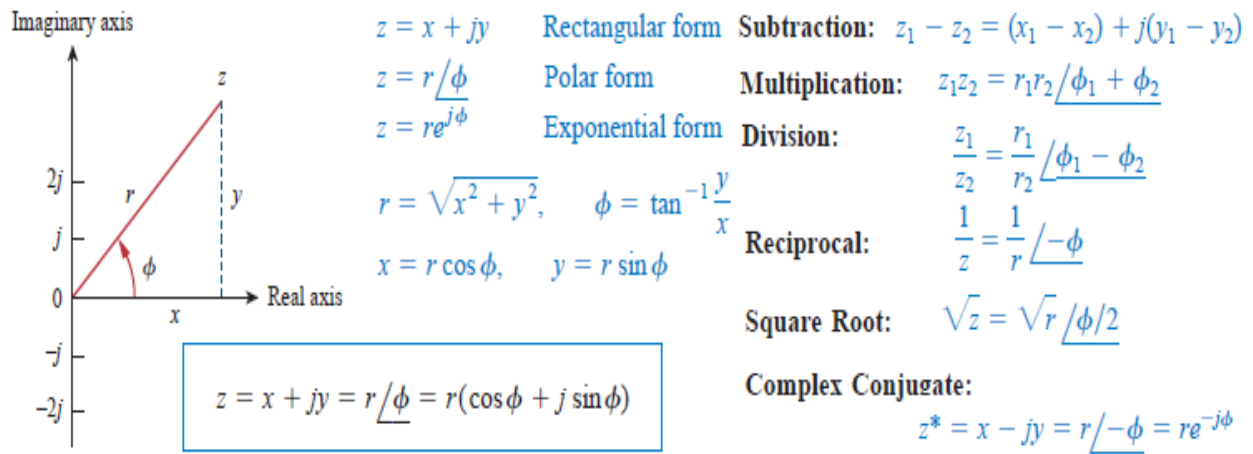 Imaginary axis
z
2j
r
y
j
ϕ
0
Real axis
x
−j
−2j
z = x + jy Rectangular form
z = r∠ϕ Polar form
z = re^{jϕ} Exponential form
r = √(x² + y²), ϕ = tan⁻¹ y/x
x = r cos ϕ, y = r sin ϕ
z = x + jy = r∠ϕ = r(cos ϕ + j sin ϕ)
Subtraction: z₁ − z₂ = (x₁ − x₂) + j(y₁ − y₂)
Multiplication: z₁z₂ = r₁r₂∠ϕ₁ + ϕ₂
Division: z₁/z₂ = r₁/r₂ ∠ϕ₁ − ϕ₂
Reciprocal: 1/z = 1/r ∠−ϕ
Square Root: √z = √r ∠ϕ/2
Complex Conjugate:
z* = x − jy = r∠−ϕ = re^{−jϕ}